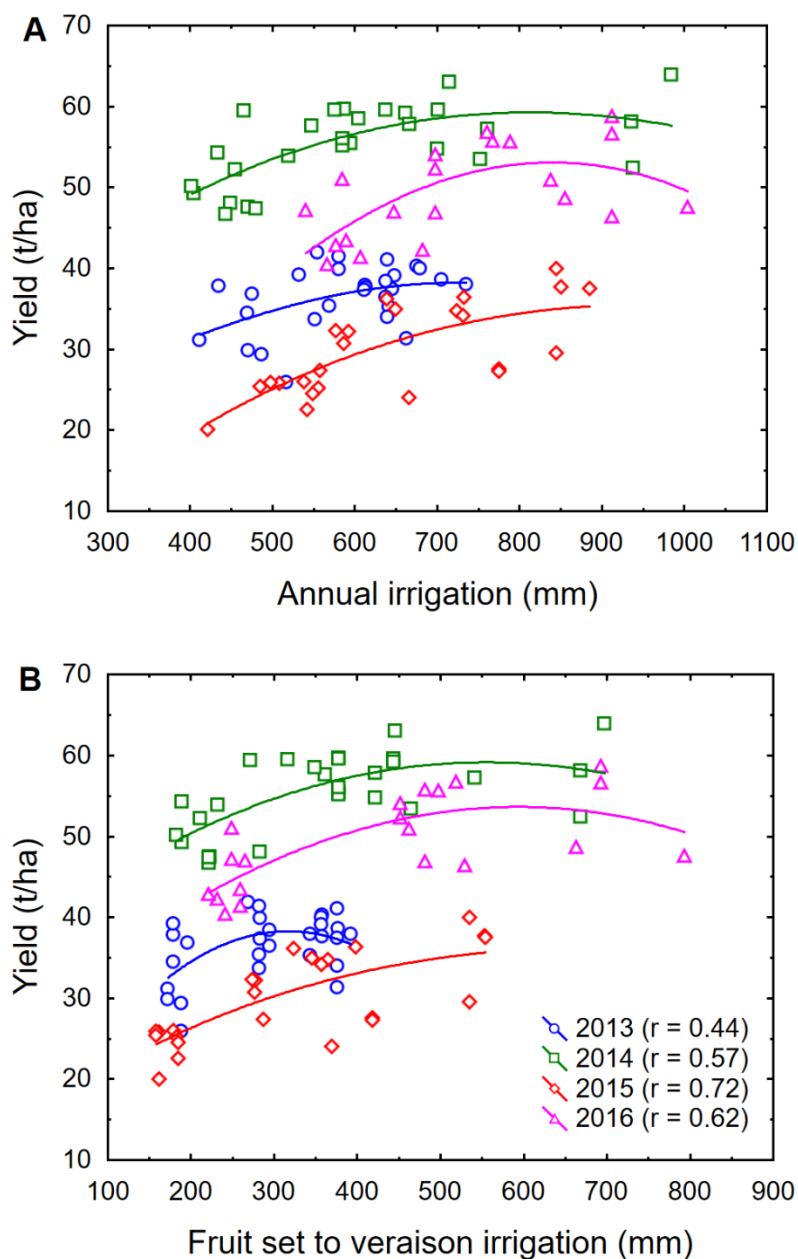 A
70
60
50
40
30
20
10
Yield (t/ha)
300 400 500 600 700 800 900 1000 1100
Annual irrigation (mm)
B
70
60
50
40
30
20
10
Yield (t/ha)
2013 (r = 0.44)
2014 (r = 0.57)
2015 (r = 0.72)
2016 (r = 0.62)
100 200 300 400 500 600 700 800 900
Fruit set to veraison irrigation (mm)